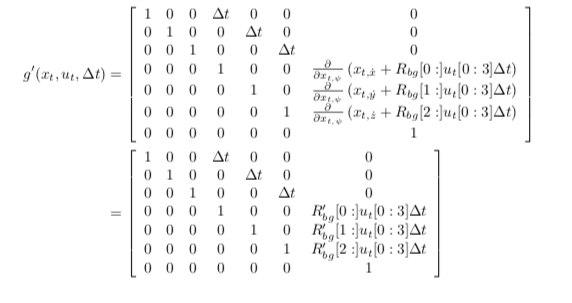 g′(x_t, u_t, Δt) =
1 0 0 Δt 0 0 0
0 1 0 0 Δt 0 0
0 0 1 0 0 Δt 0
0 0 0 1 0 0 ∂/∂x_{t,ψ} (x_{t,ẋ} + R_{bg}[0 :]u_t[0 : 3]Δt)
0 0 0 0 1 0 ∂/∂x_{t,ψ} (x_{t,ẏ} + R_{bg}[1 :]u_t[0 : 3]Δt)
0 0 0 0 0 1 ∂/∂x_{t,ψ} (x_{t,ż} + R_{bg}[2 :]u_t[0 : 3]Δt)
0 0 0 0 0 0 1
=
1 0 0 Δt 0 0 0
0 1 0 0 Δt 0 0
0 0 1 0 0 Δt 0
0 0 0 1 0 0 R′_{bg}[0 :]u_t[0 : 3]Δt
0 0 0 0 1 0 R′_{bg}[1 :]u_t[0 : 3]Δt
0 0 0 0 0 1 R′_{bg}[2 :]u_t[0 : 3]Δt
0 0 0 0 0 0 1